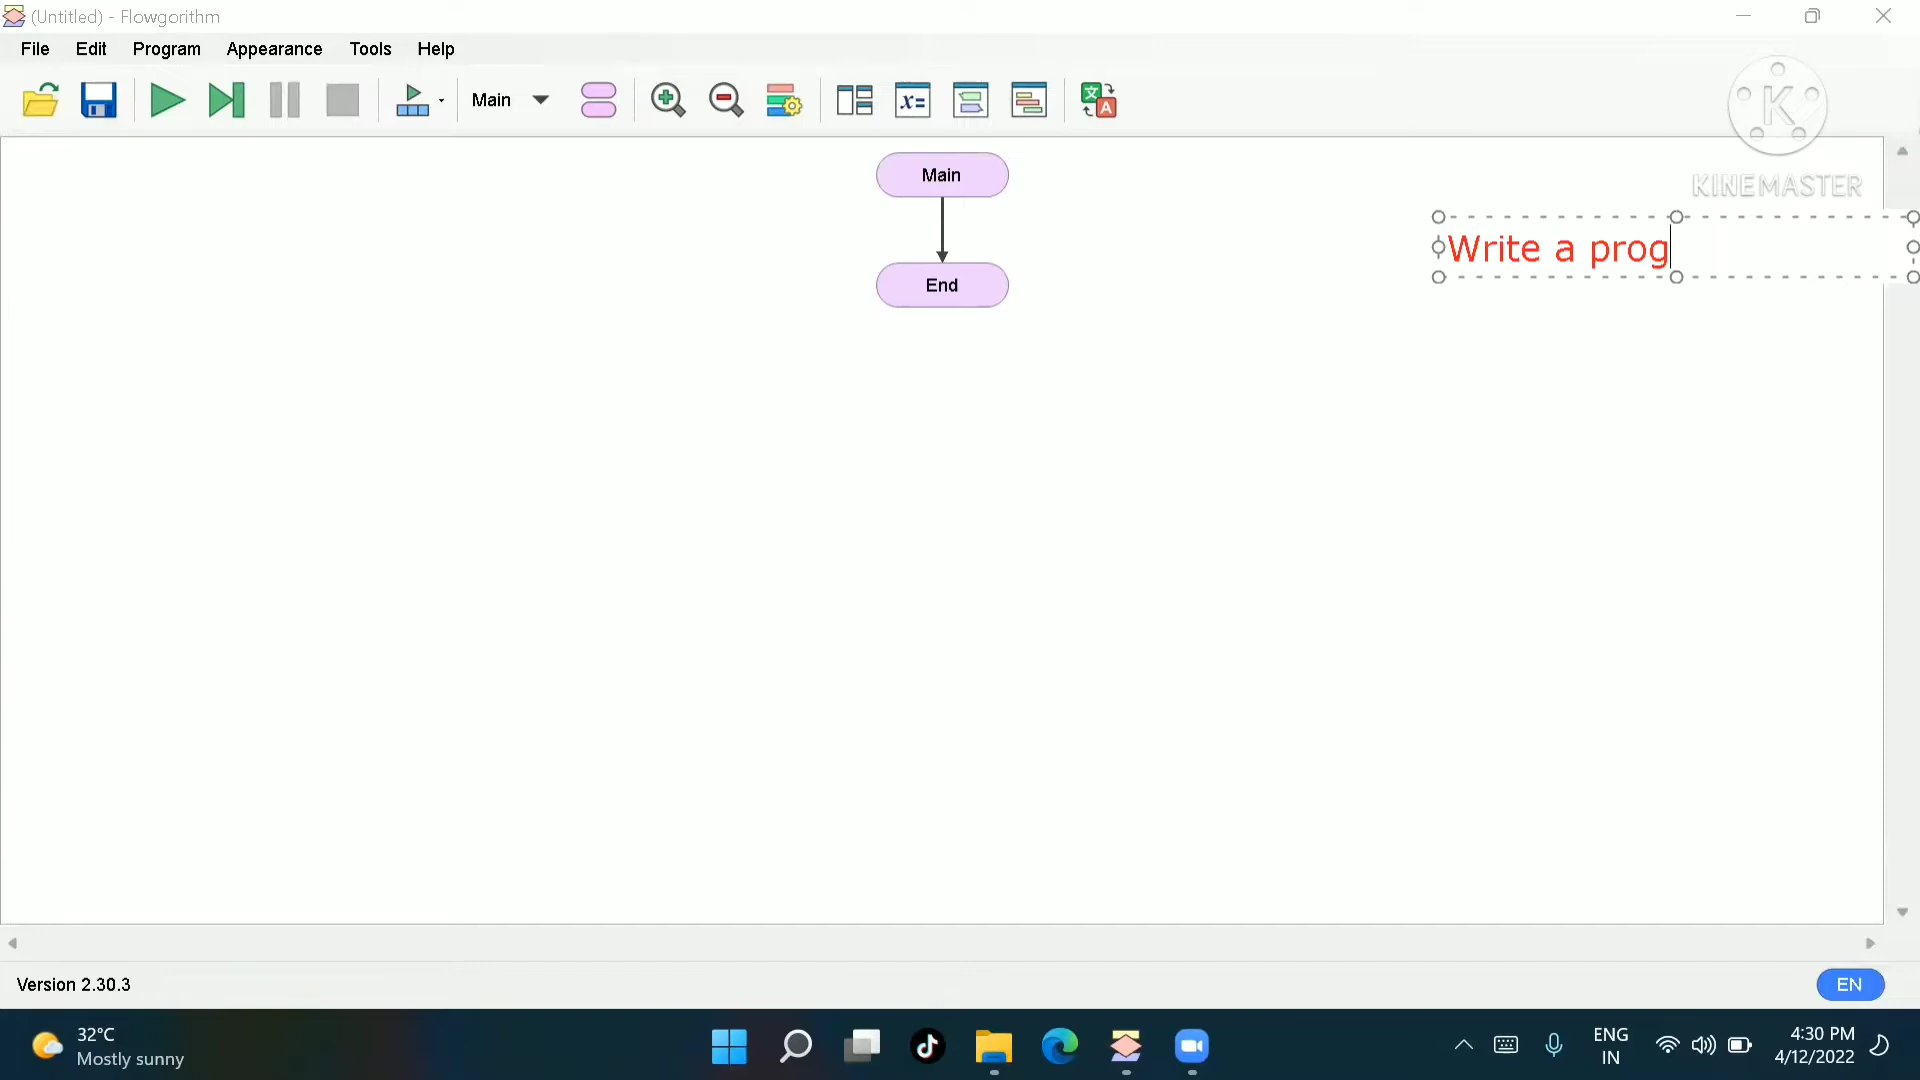 (Untitled) - Flowgorithm
File Edit Program Appearance Tools Help
Main
x=
文 A
K
KINEMASTER
Main
Write a prog
End
Version 2.30.3
EN
32°C
Mostly sunny
ENG
IN
4:30 PM
4/12/2022